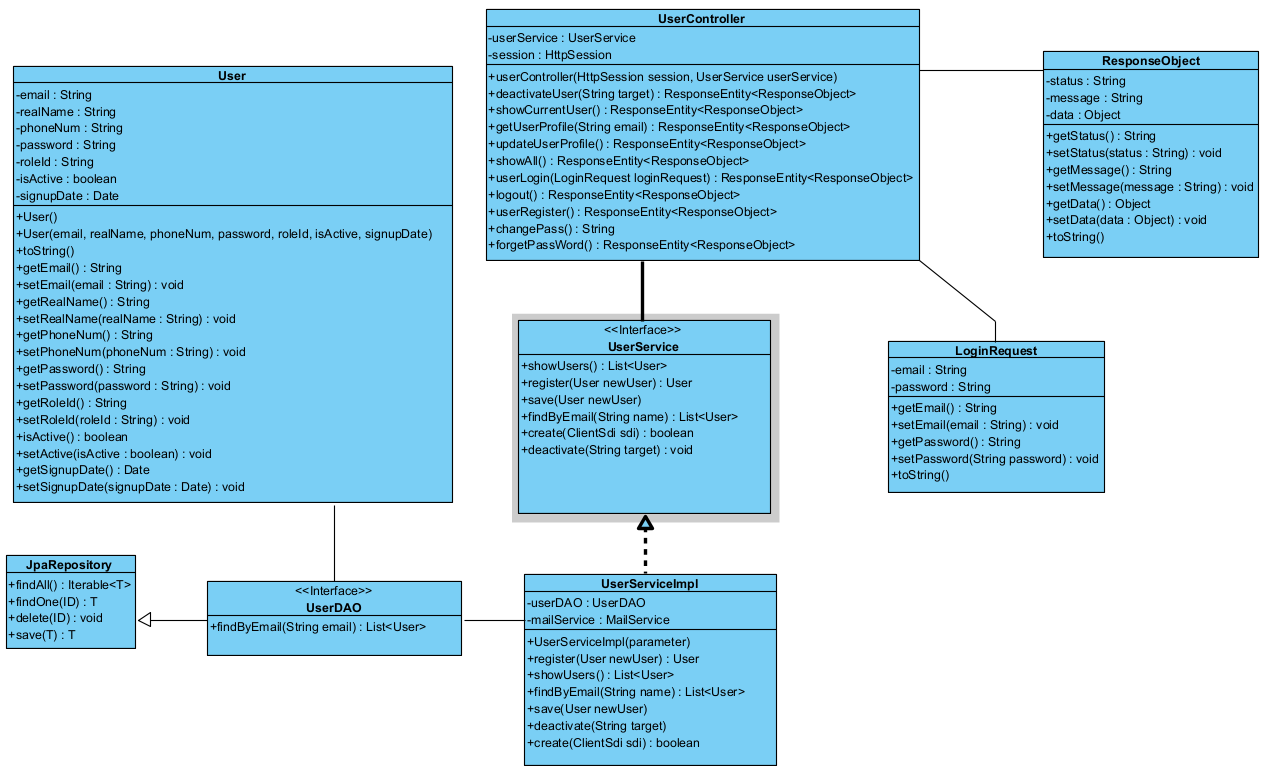 User
-email : String
-realName : String
-phoneNum : String
-password : String
-roleId : String
-isActive : boolean
-signupDate : Date
+User()
+User(email, realName, phoneNum, password, roleId, isActive, signupDate)
+toString()
+getEmail() : String
+setEmail(email : String) : void
+getRealName() : String
+setRealName(realName : String) : void
+getPhoneNum() : String
+setPhoneNum(phoneNum : String) : void
+getPassword() : String
+setPassword(password : String) : void
+getRoleId() : String
+setRoleId(roleId : String) : void
+isActive() : boolean
+setActive(isActive : boolean) : void
+getSignupDate() : Date
+setSignupDate(signupDate : Date) : void
UserController
-userService : UserService
-session : HttpSession
+userController(HttpSession session, UserService userService)
+deactivateUser(String target) : ResponseEntity<ResponseObject>
+showCurrentUser() : ResponseEntity<ResponseObject>
+getUserProfile(String email) : ResponseEntity<ResponseObject>
+updateUserProfile() : ResponseEntity<ResponseObject>
+showAll() : ResponseEntity<ResponseObject>
+userLogin(LoginRequest loginRequest) : ResponseEntity<ResponseObject>
+logout() : ResponseEntity<ResponseObject>
+userRegister() : ResponseEntity<ResponseObject>
+changePass() : String
+forgetPassWord() : ResponseEntity<ResponseObject>
ResponseObject
-status : String
-message : String
-data : Object
+getStatus() : String
+setStatus(status : String) : void
+getMessage() : String
+setMessage(message : String) : void
+getData() : Object
+setData(data : Object) : void
+toString()
<<Interface>>
UserService
+showUsers() : List<User>
+register(User newUser) : User
+save(User newUser)
+findByEmail(String name) : List<User>
+create(ClientSdi sdi) : boolean
+deactivate(String target) : void
LoginRequest
-email : String
-password : String
+getEmail() : String
+setEmail(email : String) : void
+getPassword() : String
+setPassword(String password) : void
+toString()
JpaRepository
+findAll() : Iterable<T>
+findOne(ID) : T
+delete(ID) : void
+save(T) : T
<<Interface>>
UserDAO
+findByEmail(String email) : List<User>
UserServiceImpl
-userDAO : UserDAO
-mailService : MailService
+UserServiceImpl(parameter)
+register(User newUser) : User
+showUsers() : List<User>
+findByEmail(String name) : List<User>
+save(User newUser)
+deactivate(String target)
+create(ClientSdi sdi) : boolean